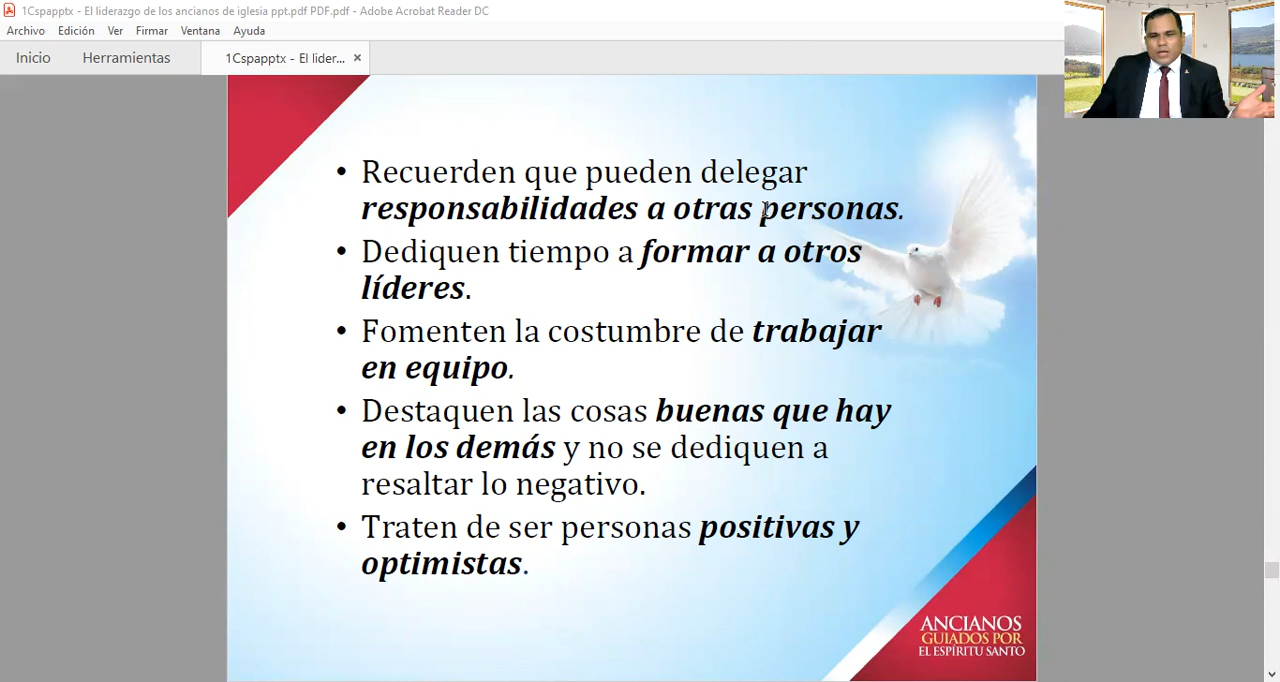 1Cspapptx - El liderazgo de los ancianos de iglesia ppt.pdf PDF.pdf - Adobe Acrobat Reader DC
Archivo Edición Ver Firmar Ventana Ayuda
Inicio Herramientas 1Cspapptx - El lider... ×
• Recuerden que pueden delegar
responsabilidades a otras personas.
• Dediquen tiempo a formar a otros
líderes.
• Fomenten la costumbre de trabajar
en equipo.
• Destaquen las cosas buenas que hay
en los demás y no se dediquen a
resaltar lo negativo.
• Traten de ser personas positivas y
optimistas.
ANCIANOS
GUIADOS POR
EL ESPÍRITU SANTO